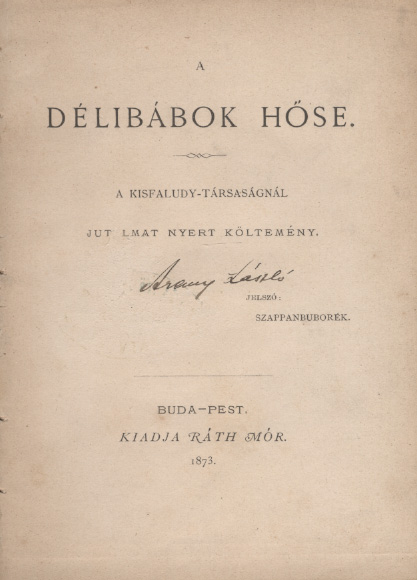 A
DÉLIBÁBOK HŐSE.
A KISFALUDY-TÁRSASÁGNÁL
JUT LMAT NYERT KÖLTEMÉNY.
Arany László
JELSZÓ:
SZAPPANBUBORÉK.
BUDA-PEST.
KIADJA RÁTH MÓR.
1873.